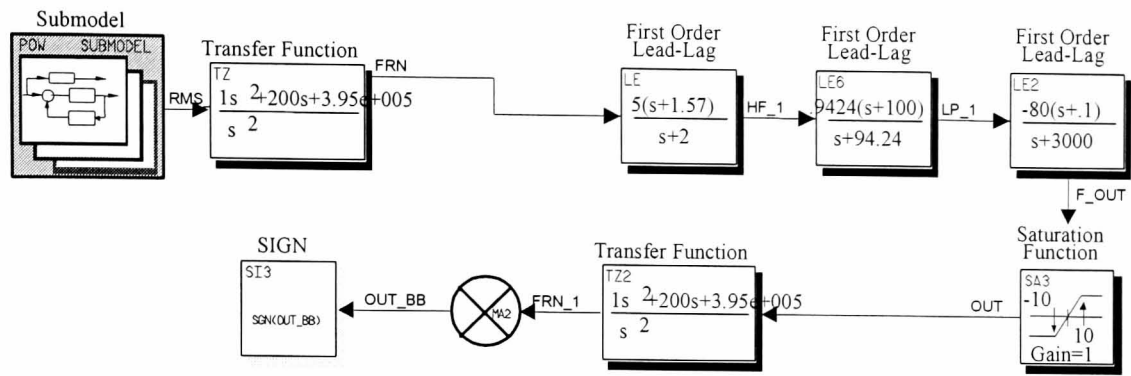 Submodel
POW SUBMODEL
RMS
Transfer Function
TZ
1s 2+200s+3.95e+005
s 2
FRN
First Order
Lead-Lag
LE
5(s+1.57)
s+2
HF_1
First Order
Lead-Lag
LE6
9424(s+100)
s+94.24
LP_1
First Order
Lead-Lag
LE2
-80(s+.1)
s+3000
F_OUT
SIGN
SI3
SGN(OUT_BB)
OUT_BB
MA2
FRN_1
Transfer Function
TZ2
1s 2+200s+3.95e+005
s 2
OUT
Saturation
Function
SA3
-10
10
Gain=1